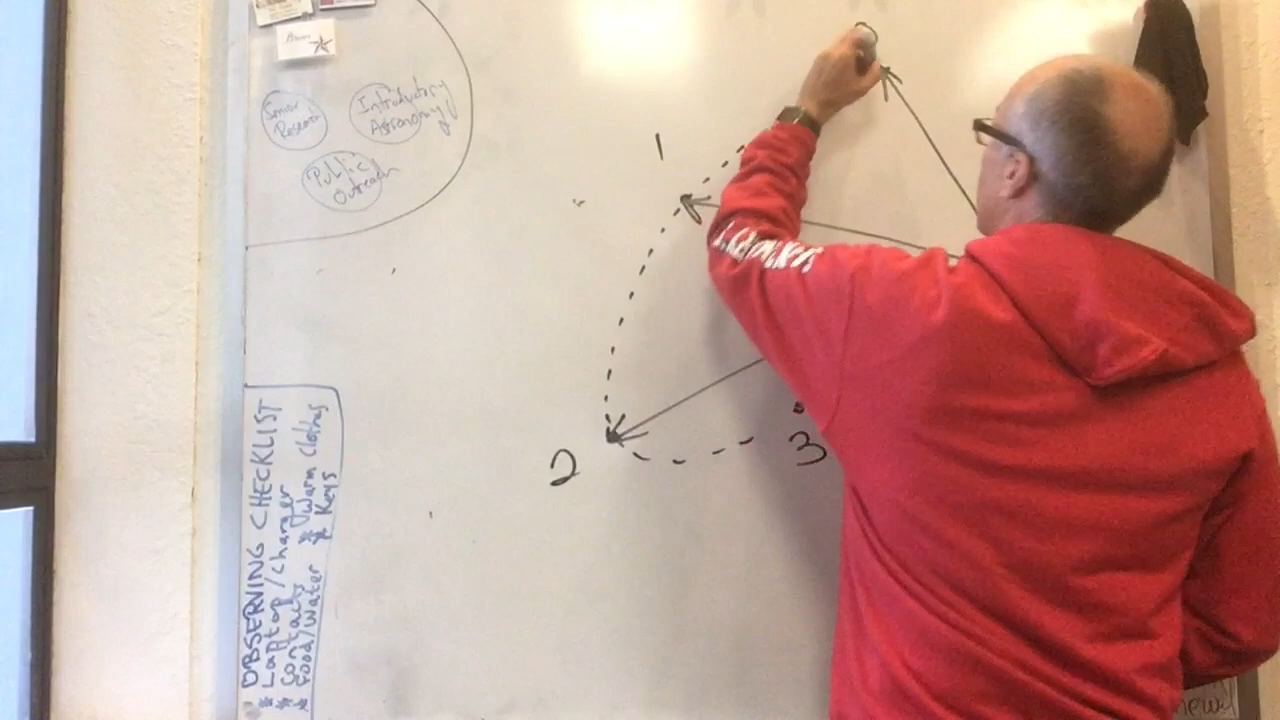 Senior
Research
Introductory
Astronomy
Public
Outreach
1
2
3
OBSERVING CHECKLIST
* Laptop/charger
* Contacts * Warm clothes
* Food/Water * Keys